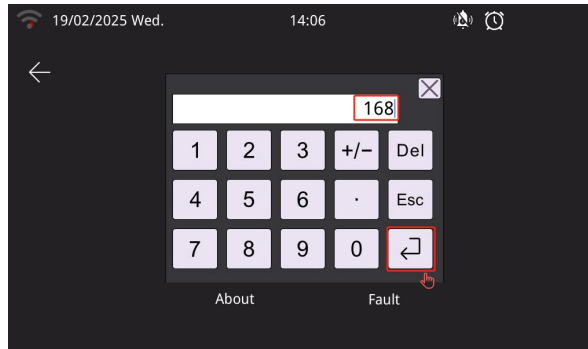 19/02/2025 Wed. 14:06
168
1 2 3 +/- Del
4 5 6 . Esc
7 8 9 0
About Fault